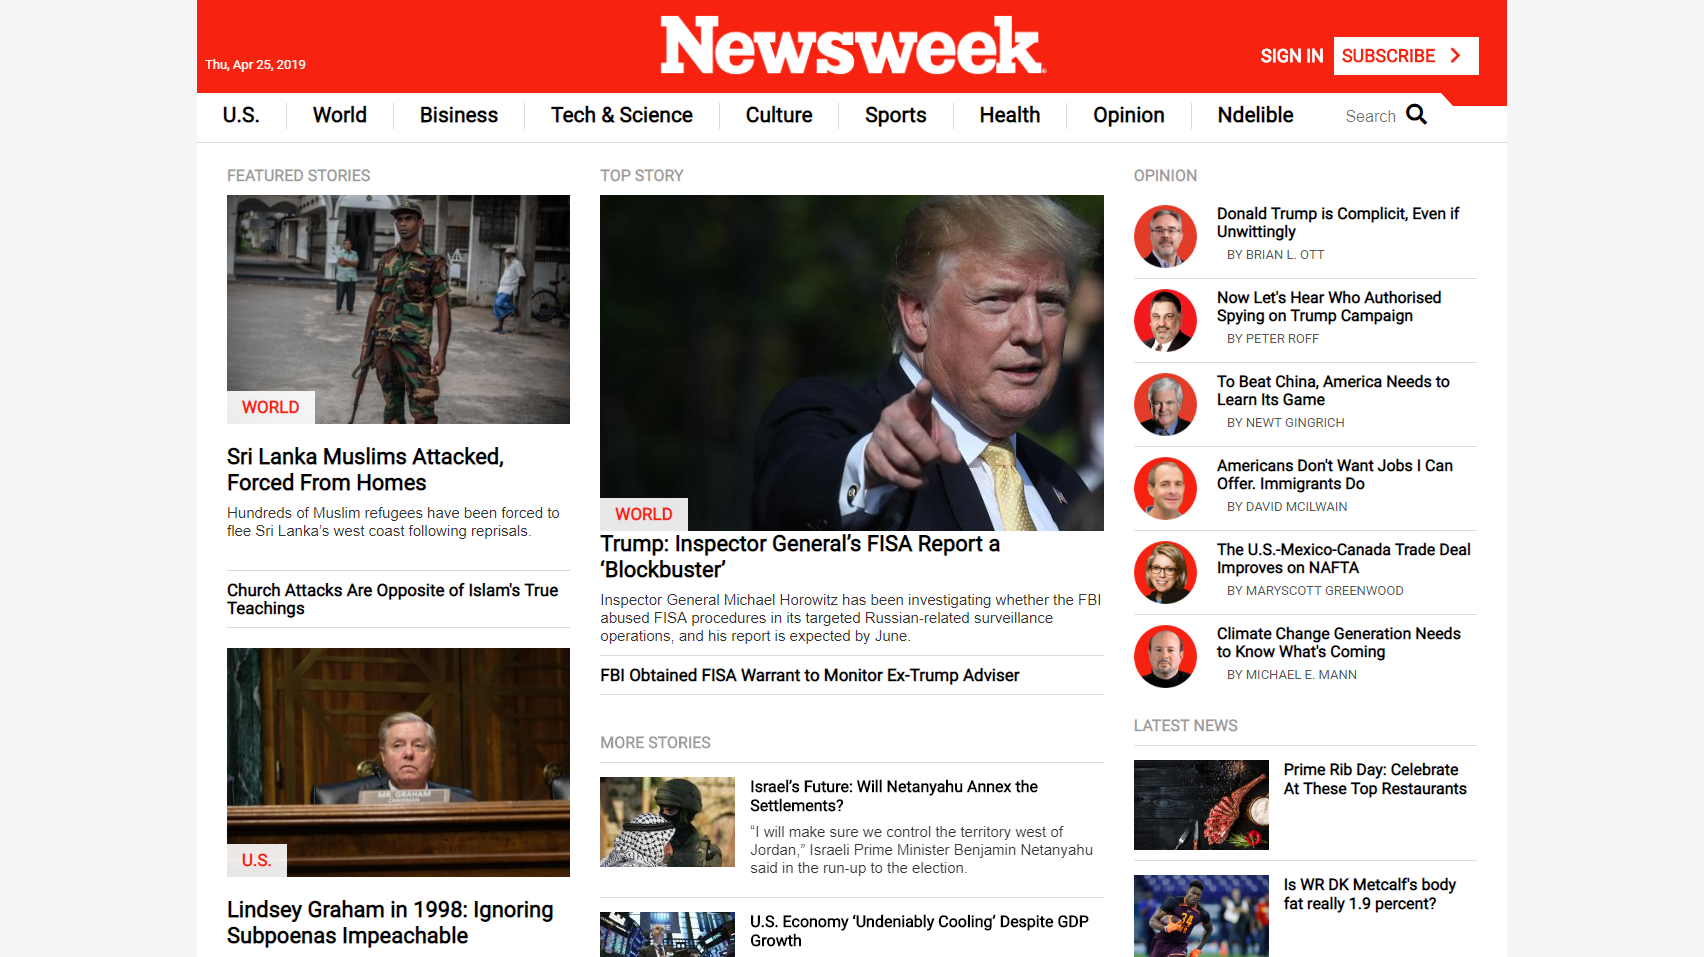 Newsweek
Thu, Apr 25, 2019
SIGN IN
SUBSCRIBE
U.S.
World
Bisiness
Tech & Science
Culture
Sports
Health
Opinion
Ndelible
Search
FEATURED STORIES
WORLD
Sri Lanka Muslims Attacked,
Forced From Homes
Hundreds of Muslim refugees have been forced to
flee Sri Lanka's west coast following reprisals.
Church Attacks Are Opposite of Islam's True
Teachings
MR. GRAHAM
CHAIRMAN
U.S.
Lindsey Graham in 1998: Ignoring
Subpoenas Impeachable
TOP STORY
WORLD
Trump: Inspector General’s FISA Report a
‘Blockbuster’
Inspector General Michael Horowitz has been investigating whether the FBI
abused FISA procedures in its targeted Russian-related surveillance
operations, and his report is expected by June.
FBI Obtained FISA Warrant to Monitor Ex-Trump Adviser
MORE STORIES
Israel’s Future: Will Netanyahu Annex the
Settlements?
“I will make sure we control the territory west of
Jordan,” Israeli Prime Minister Benjamin Netanyahu
said in the run-up to the election.
U.S. Economy ‘Undeniably Cooling’ Despite GDP
Growth
OPINION
Donald Trump is Complicit, Even if
Unwittingly
BY BRIAN L. OTT
Now Let's Hear Who Authorised
Spying on Trump Campaign
BY PETER ROFF
To Beat China, America Needs to
Learn Its Game
BY NEWT GINGRICH
Americans Don't Want Jobs I Can
Offer. Immigrants Do
BY DAVID MCILWAIN
The U.S.-Mexico-Canada Trade Deal
Improves on NAFTA
BY MARYSCOTT GREENWOOD
Climate Change Generation Needs
to Know What's Coming
BY MICHAEL E. MANN
LATEST NEWS
Prime Rib Day: Celebrate
At These Top Restaurants
34
Is WR DK Metcalf's body
fat really 1.9 percent?